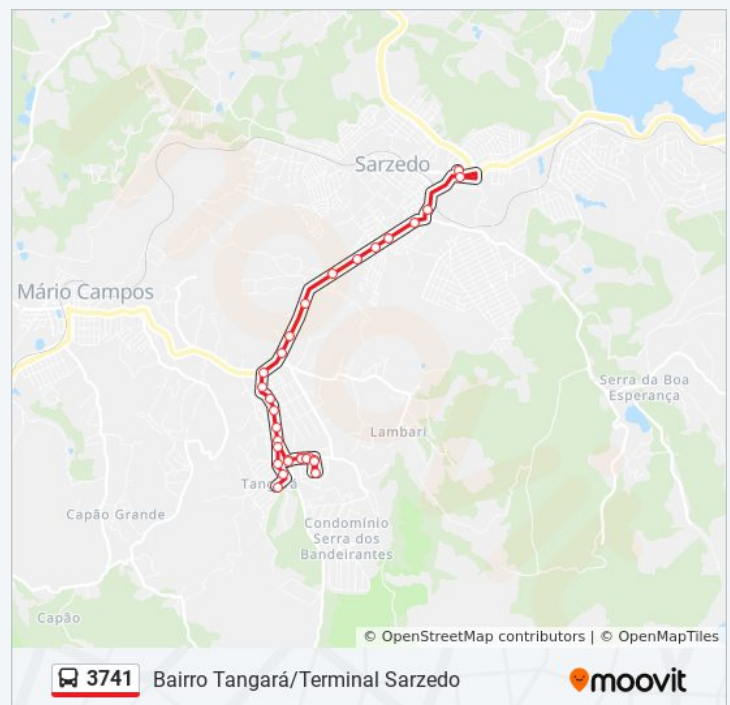 Sarzedo
Mário Campos
Serra da Boa
Esperança
Lambari
Tangará
Capão Grande
Condomínio
Serra dos
Bandeirantes
Capão
© OpenStreetMap contributors | © OpenMapTiles
3741 Bairro Tangará/Terminal Sarzedo
moovit